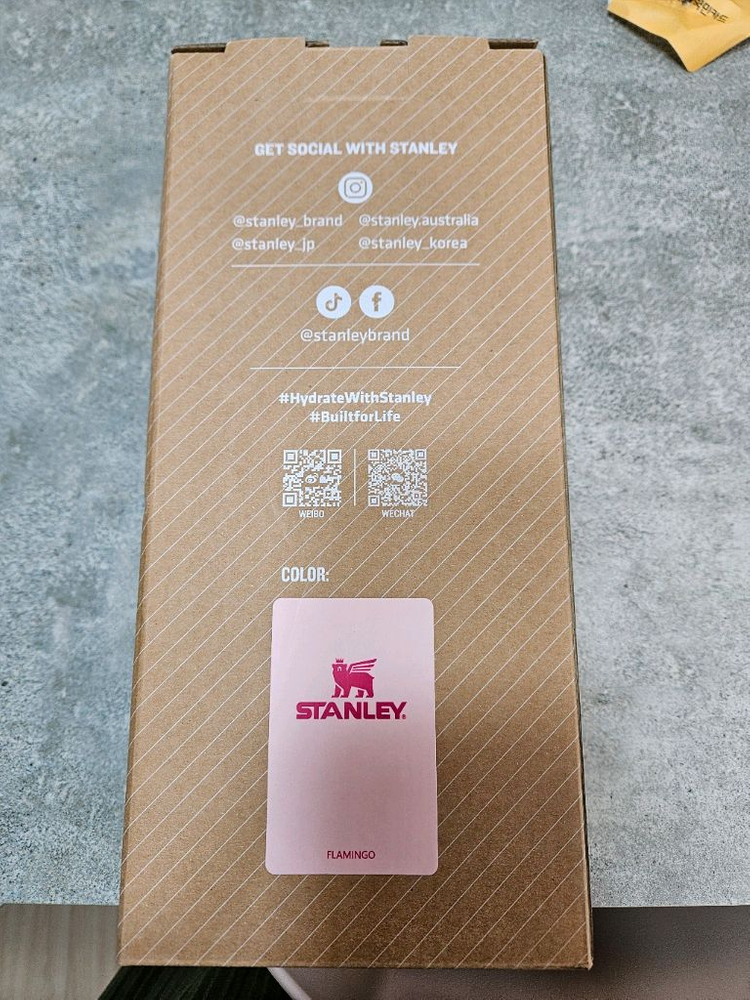 GET SOCIAL WITH STANLEY
@stanley_brand @stanley.australia
@stanley_jp @stanley_korea
@stanleybrand
#HydrateWithStanley
#BuiltforLife
WEIBO WECHAT
COLOR:
STANLEY®
FLAMINGO